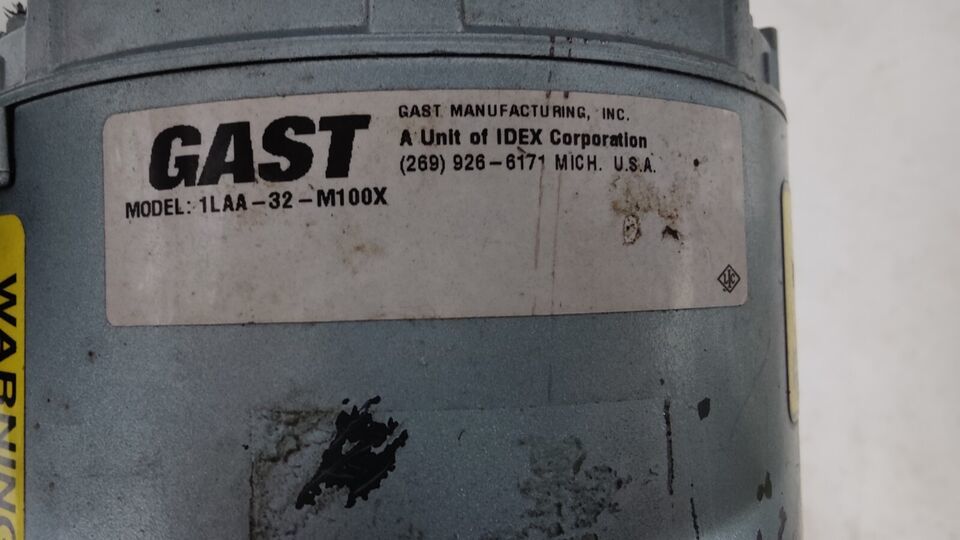 GAST
GAST MANUFACTURING, INC.
A Unit of IDEX Corporation
(269) 926-6171 MICH. U.S.A.
MODEL: 1LAA-32-M100X
WARNING